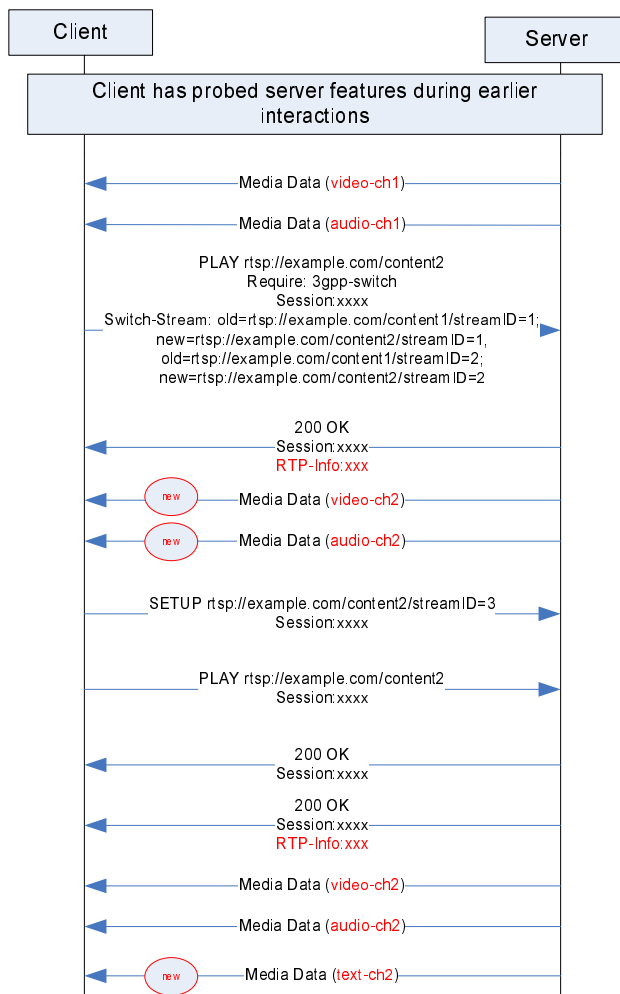 Client
Server
Client has probed server features during earlier
interactions
Media Data (video-ch1)
Media Data (audio-ch1)
PLAY rtsp://example.com/content2
Require: 3gpp-switch
Session:xxxx
Switch-Stream: old=rtsp://example.com/content1/streamID=1;
new=rtsp://example.com/content2/streamID=1,
old=rtsp://example.com/content1/streamID=2;
new=rtsp://example.com/content2/streamID=2
200 OK
Session:xxxx
RTP-Info:xxx
new
Media Data (video-ch2)
new
Media Data (audio-ch2)
SETUP rtsp://example.com/content2/streamID=3
Session:xxxx
PLAY rtsp://example.com/content2
Session:xxxx
200 OK
Session:xxxx
200 OK
Session:xxxx
RTP-Info:xxx
Media Data (video-ch2)
Media Data (audio-ch2)
new
Media Data (text-ch2)